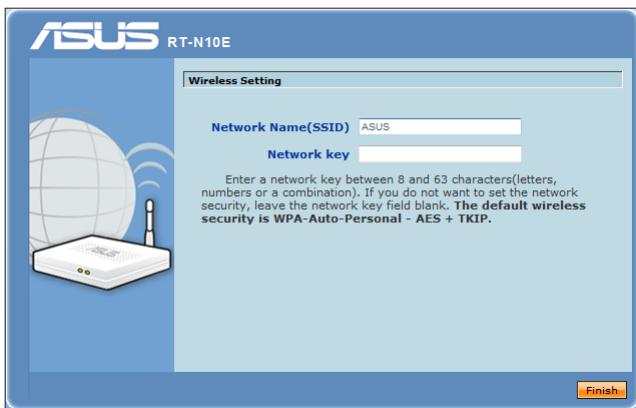 ASUS RT-N10E
Wireless Setting
Network Name(SSID) ASUS
Network key
Enter a network key between 8 and 63 characters(letters,
numbers or a combination). If you do not want to set the network
security, leave the network key field blank. The default wireless
security is WPA-Auto-Personal - AES + TKIP.
ASUS
Finish